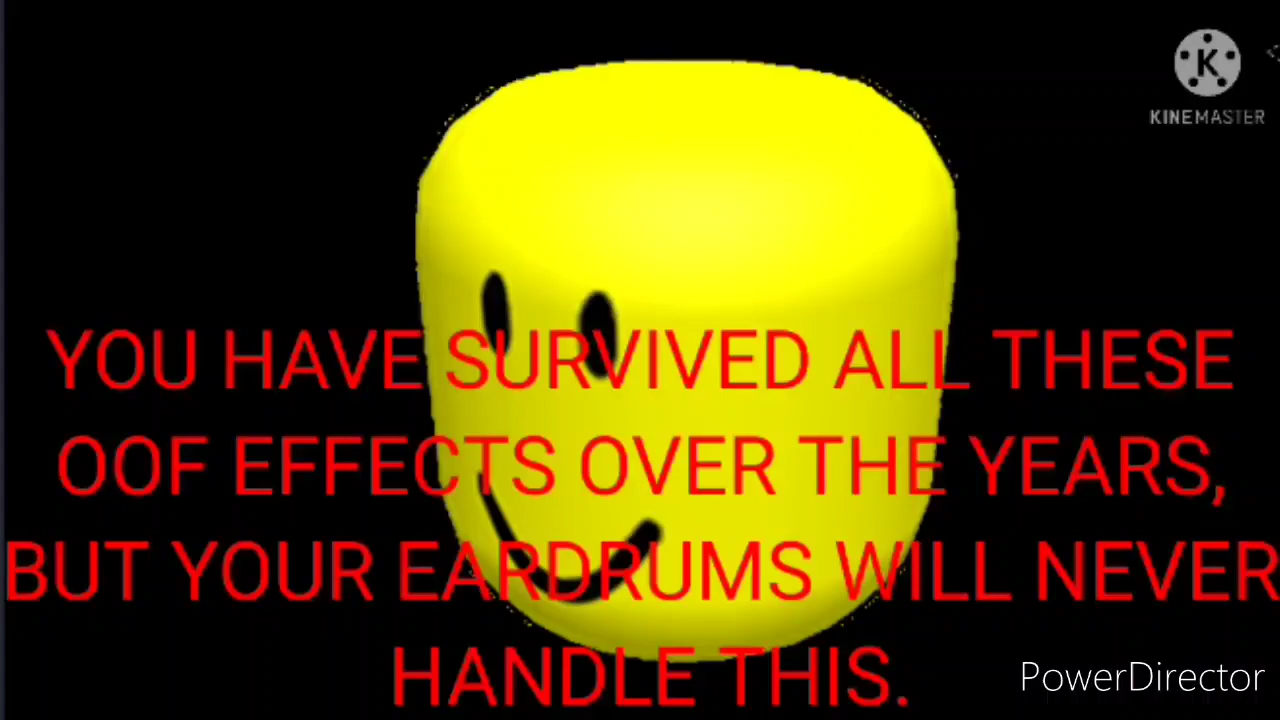 K
KINEMASTER
YOU HAVE SURVIVED ALL THESE
OOF EFFECTS OVER THE YEARS,
BUT YOUR EARDRUMS WILL NEVER
HANDLE THIS.
PowerDirector